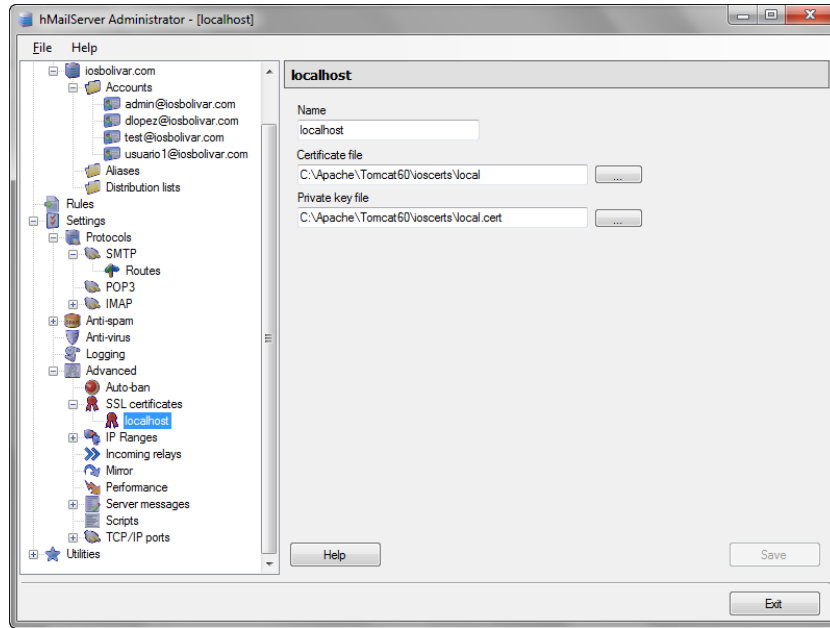 hMailServer Administrator - [localhost]
File Help
iosbolivar.com
Accounts
admin@iosbolivar.com
dlopez@iosbolivar.com
test@iosbolivar.com
usuario1@iosbolivar.com
Aliases
Distribution lists
Rules
Settings
Protocols
SMTP
Routes
POP3
IMAP
Anti-spam
Anti-virus
Logging
Advanced
Auto-ban
SSL certificates
localhost
IP Ranges
Incoming relays
Mirror
Performance
Server messages
Scripts
TCP/IP ports
Utilities
localhost
Name
localhost
Certificate file
C:\Apache\Tomcat60\ioscerts\local
...
Private key file
C:\Apache\Tomcat60\ioscerts\local.cert
...
Help
Save
Exit